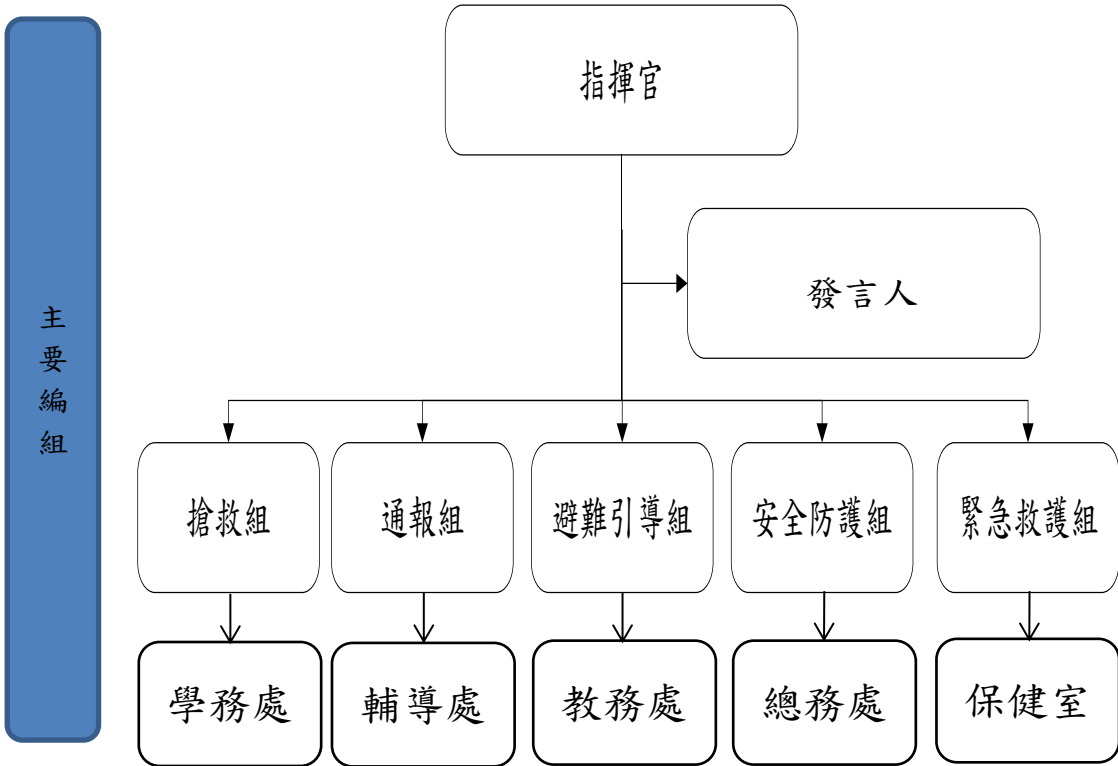 主要編組
指揮官
發言人
搶救組
通報組
避難引導組
安全防護組
緊急救護組
學務處
輔導處
教務處
總務處
保健室